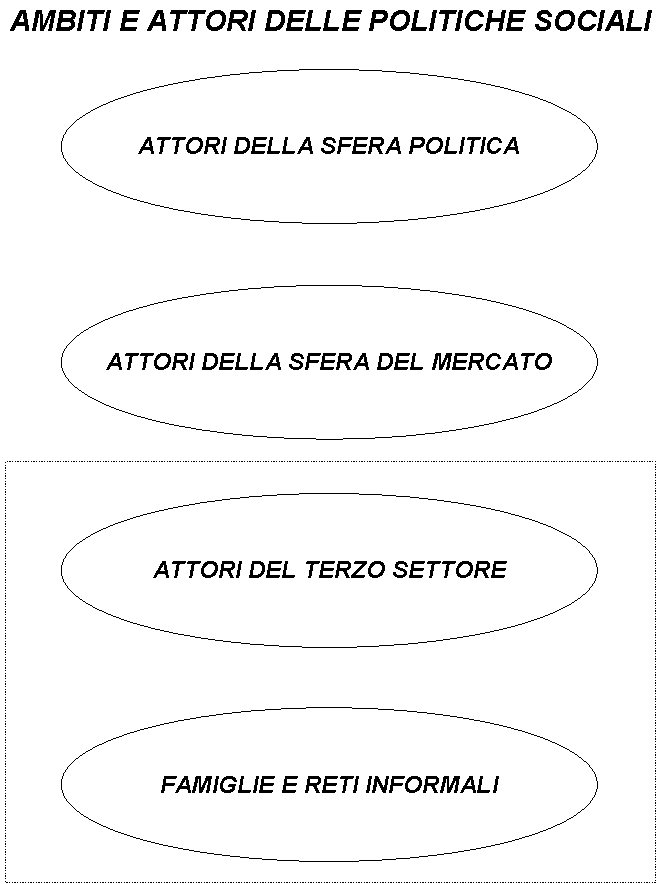 AMBITI E ATTORI DELLE POLITICHE SOCIALI
ATTORI DELLA SFERA POLITICA
ATTORI DELLA SFERA DEL MERCATO
ATTORI DEL TERZO SETTORE
FAMIGLIE E RETI INFORMALI